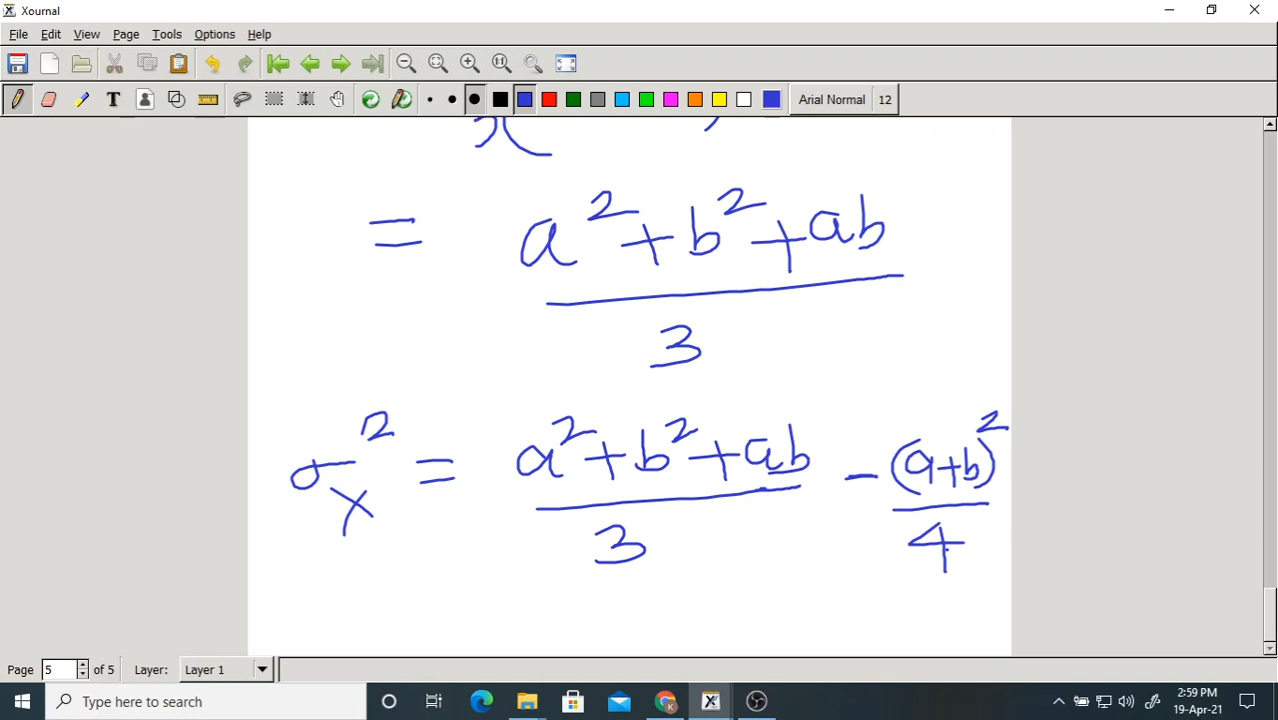 Xournal
File Edit View Page Tools Options Help
T Arial Normal 12
= a²+b²+ab
3
σx² = a²+b²+ab - (a+b)²
3 4
Page 5 of 5 Layer: Layer 1
Type here to search
2:59 PM
19-Apr-21